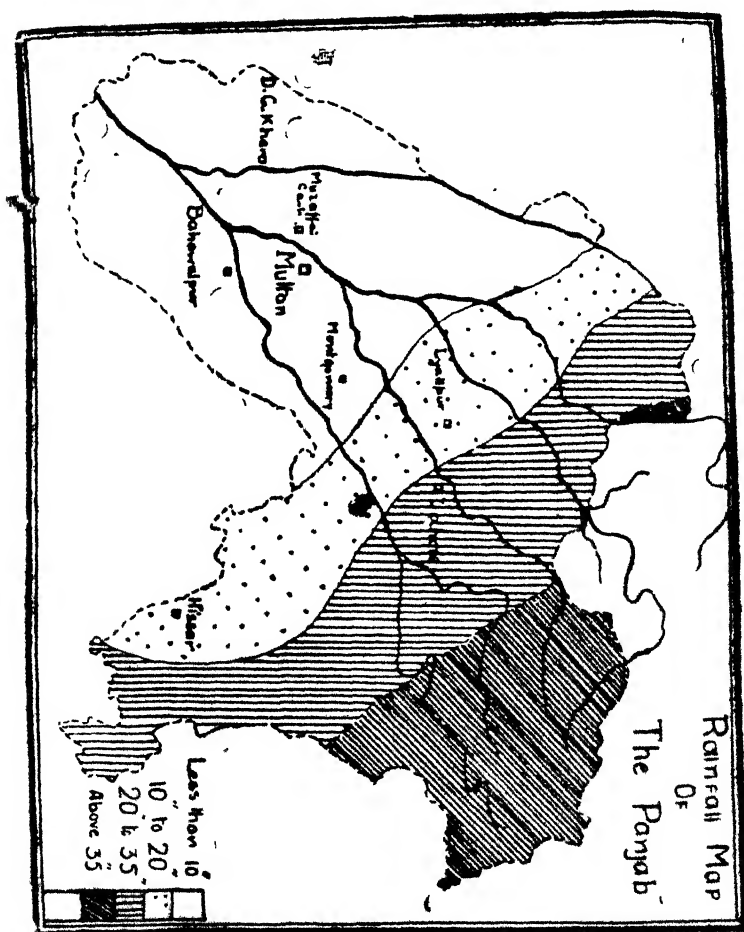 Rainfall Map
Of
The Panjab
D.G.Khan
Muzaffar
Multan
Bahawalpur
Montgomery
Lyallpur
Hissar
Less than 10"
10 to 20"
20 to 35"
Above 35"